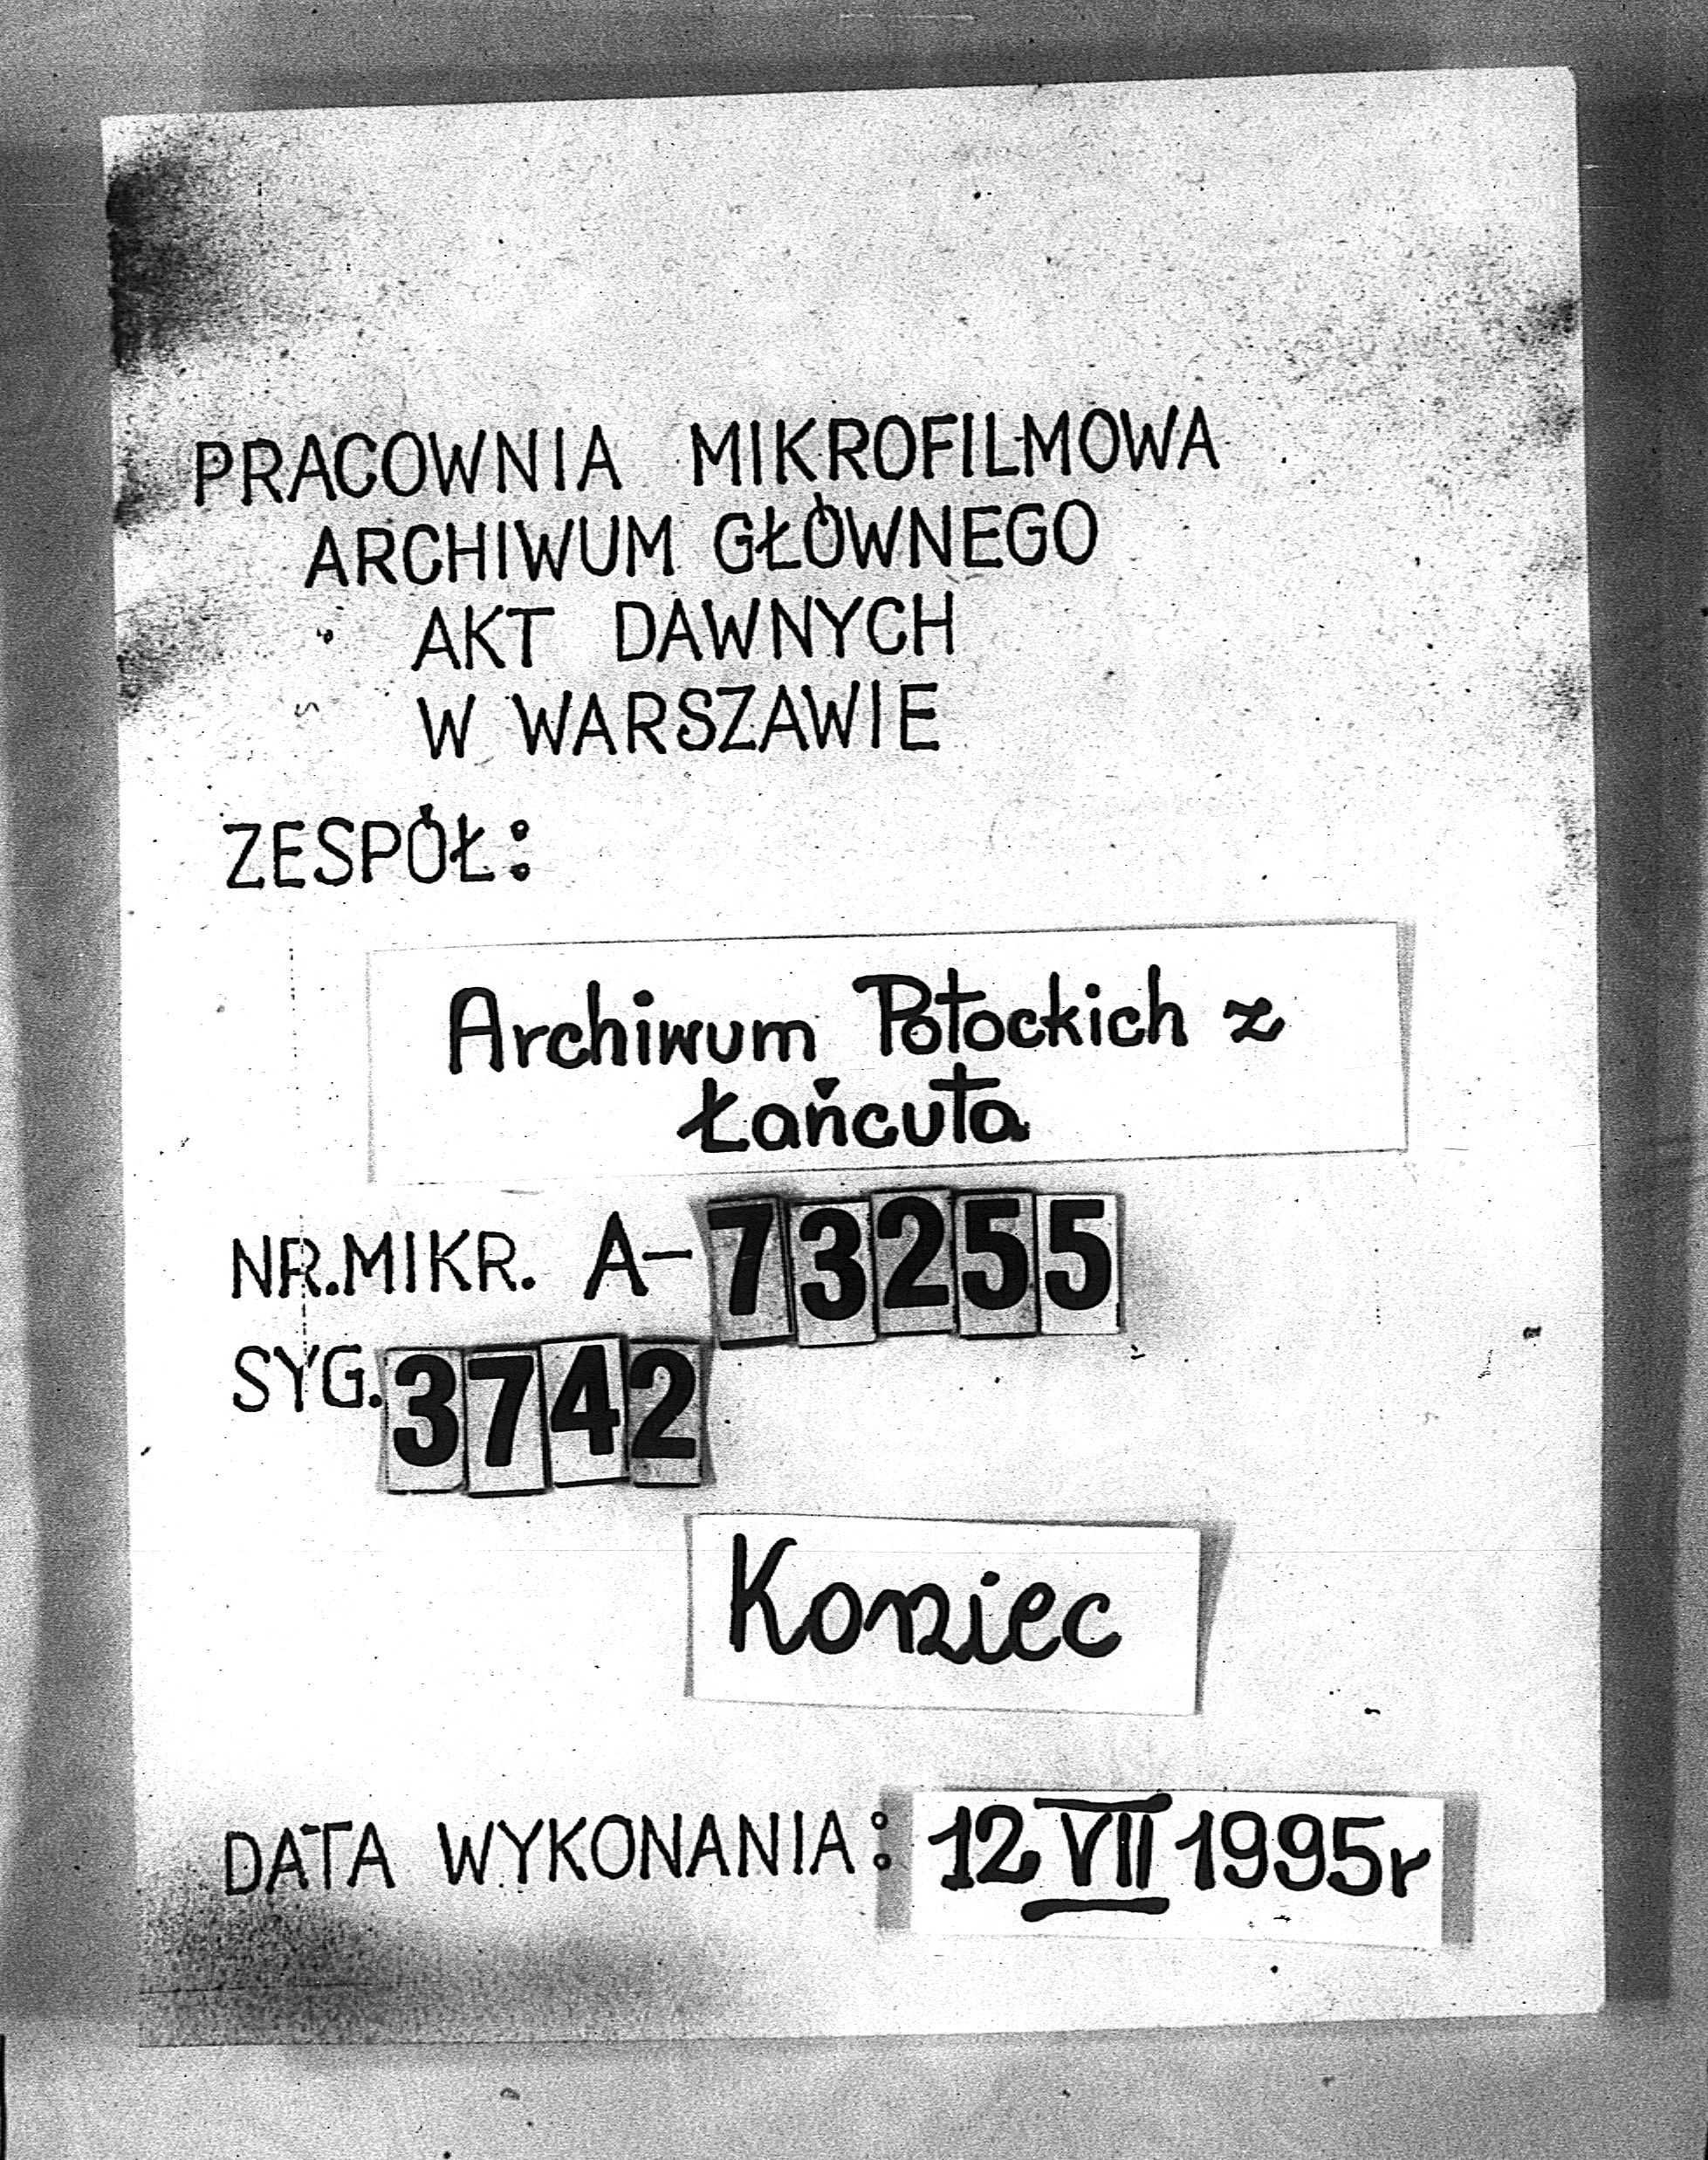 PRACOWNIA MIKROFILMOWA
ARCHIWUM GŁÓWNEGO
AKT DAWNYCH
W WARSZAWIE
ZESPÓŁ:
Archiwum Potockich z
Łańcuta
NR.MIKR. A-73255
SYG. 3742
Koniec
DATA WYKONANIA: 12 VII 1995r